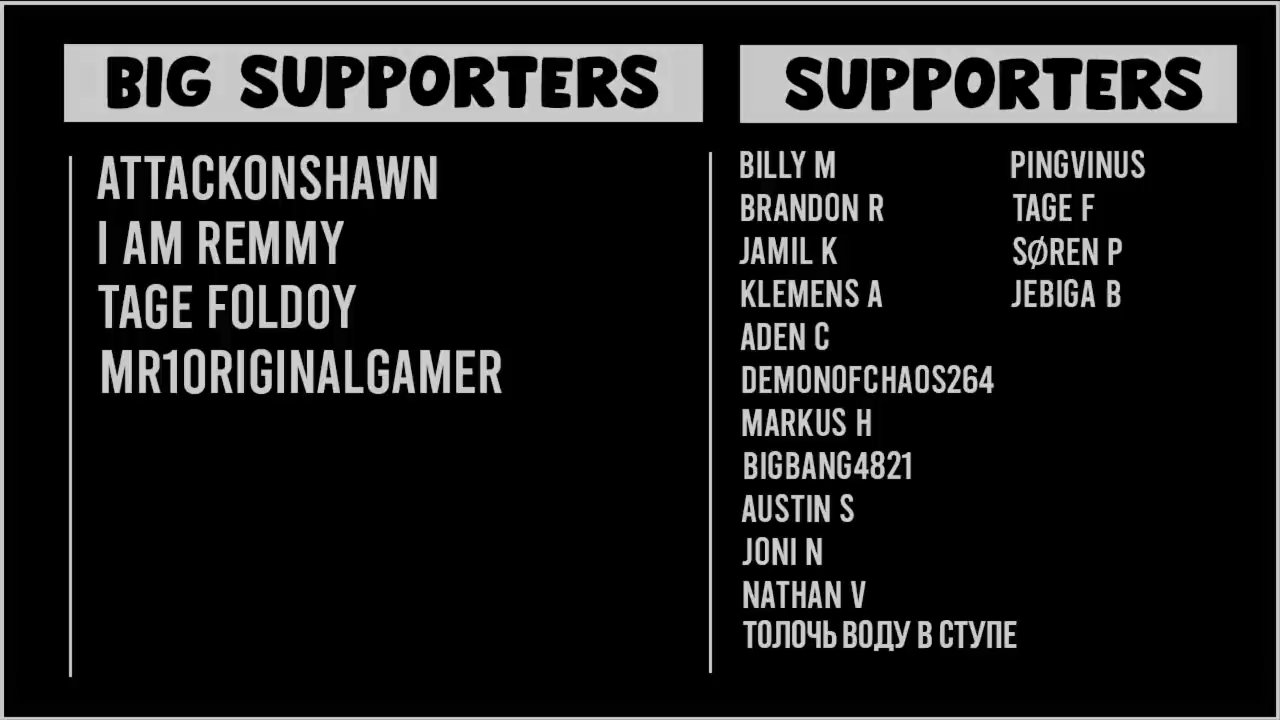 BIG SUPPORTERS
ATTACKONSHAWN
I AM REMMY
TAGE FOLDOY
MR1ORIGINALGAMER
SUPPORTERS
BILLY M
BRANDON R
JAMIL K
KLEMENS A
ADEN C
DEMONOFCHAOS264
MARKUS H
BIGBANG4821
AUSTIN S
JONI N
NATHAN V
ТОЛОЧЬ ВОДУ В СТУПЕ
PINGVINUS
TAGE F
SØREN P
JEBIGA B